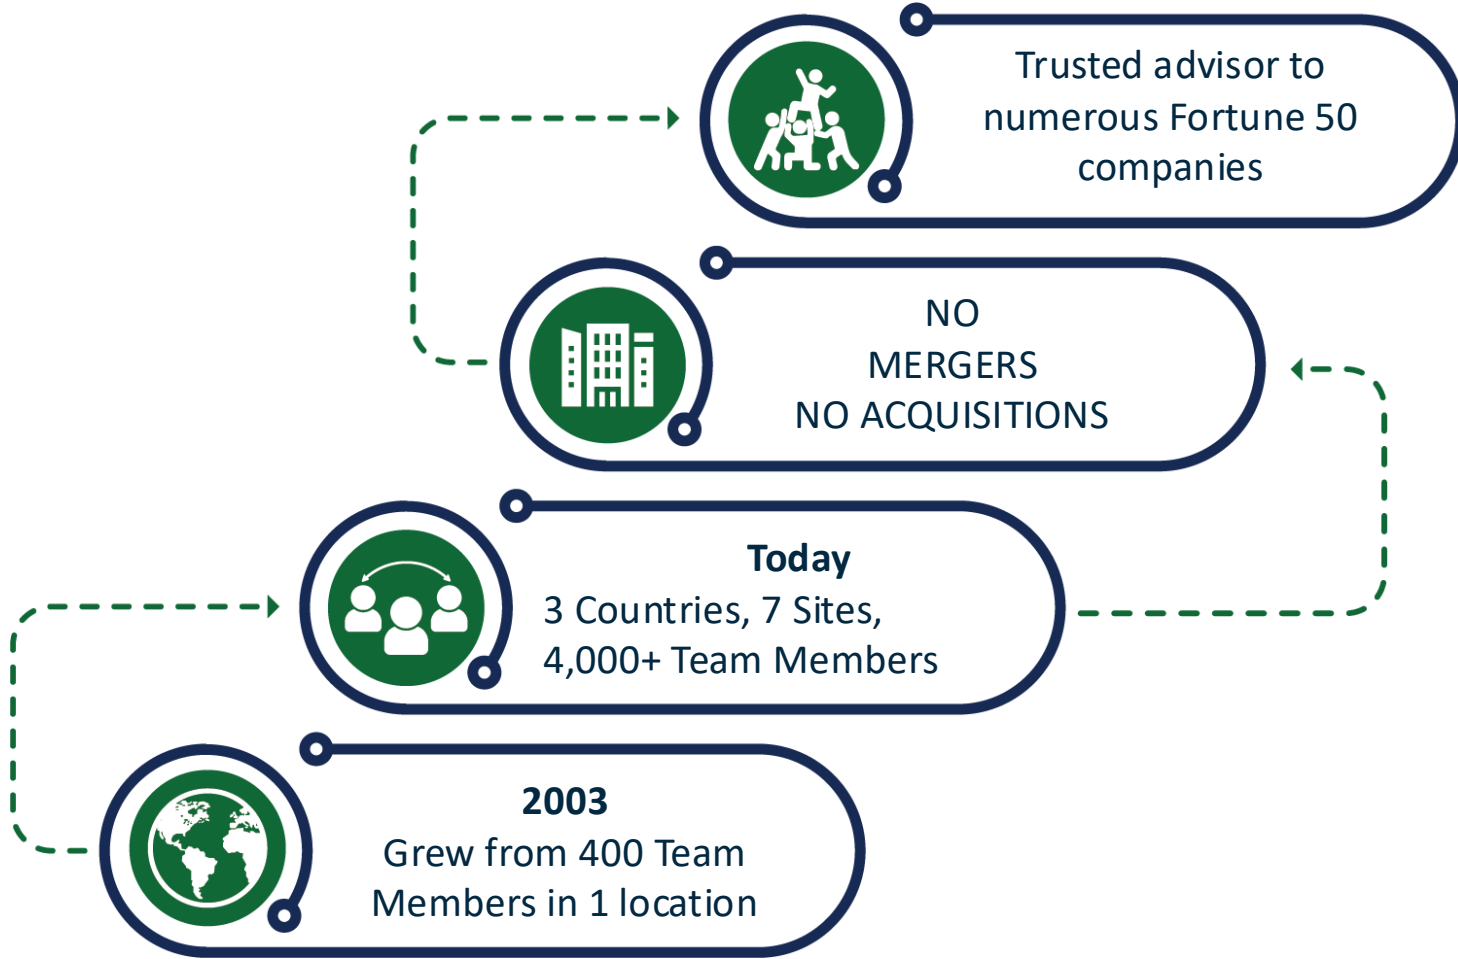 Trusted advisor to
numerous Fortune 50
companies
NO
MERGERS
NO ACQUISITIONS
Today
3 Countries, 7 Sites,
4,000+ Team Members
2003
Grew from 400 Team
Members in 1 location